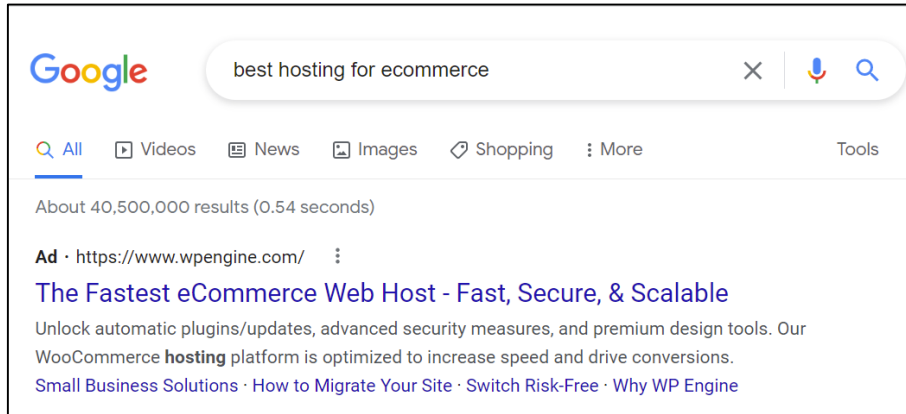 Google
best hosting for ecommerce
All Videos News Images Shopping More Tools
About 40,500,000 results (0.54 seconds)
Ad · https://www.wpengine.com/
The Fastest eCommerce Web Host - Fast, Secure, & Scalable
Unlock automatic plugins/updates, advanced security measures, and premium design tools. Our
WooCommerce hosting platform is optimized to increase speed and drive conversions.
Small Business Solutions · How to Migrate Your Site · Switch Risk-Free · Why WP Engine